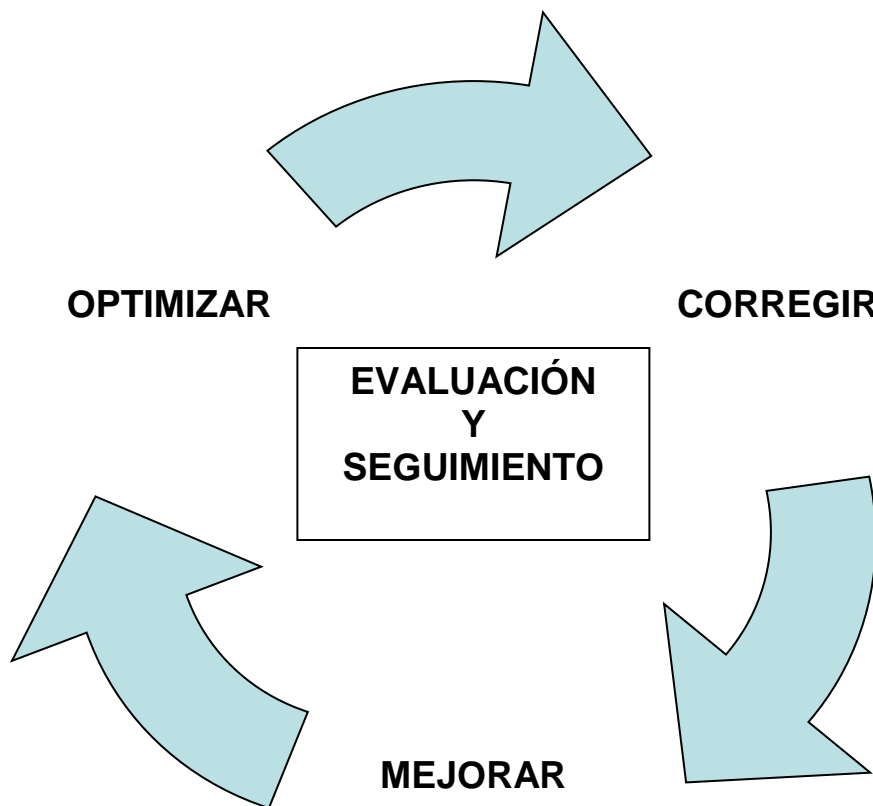 OPTIMIZAR
CORREGIR
EVALUACIÓN
Y
SEGUIMIENTO
MEJORAR